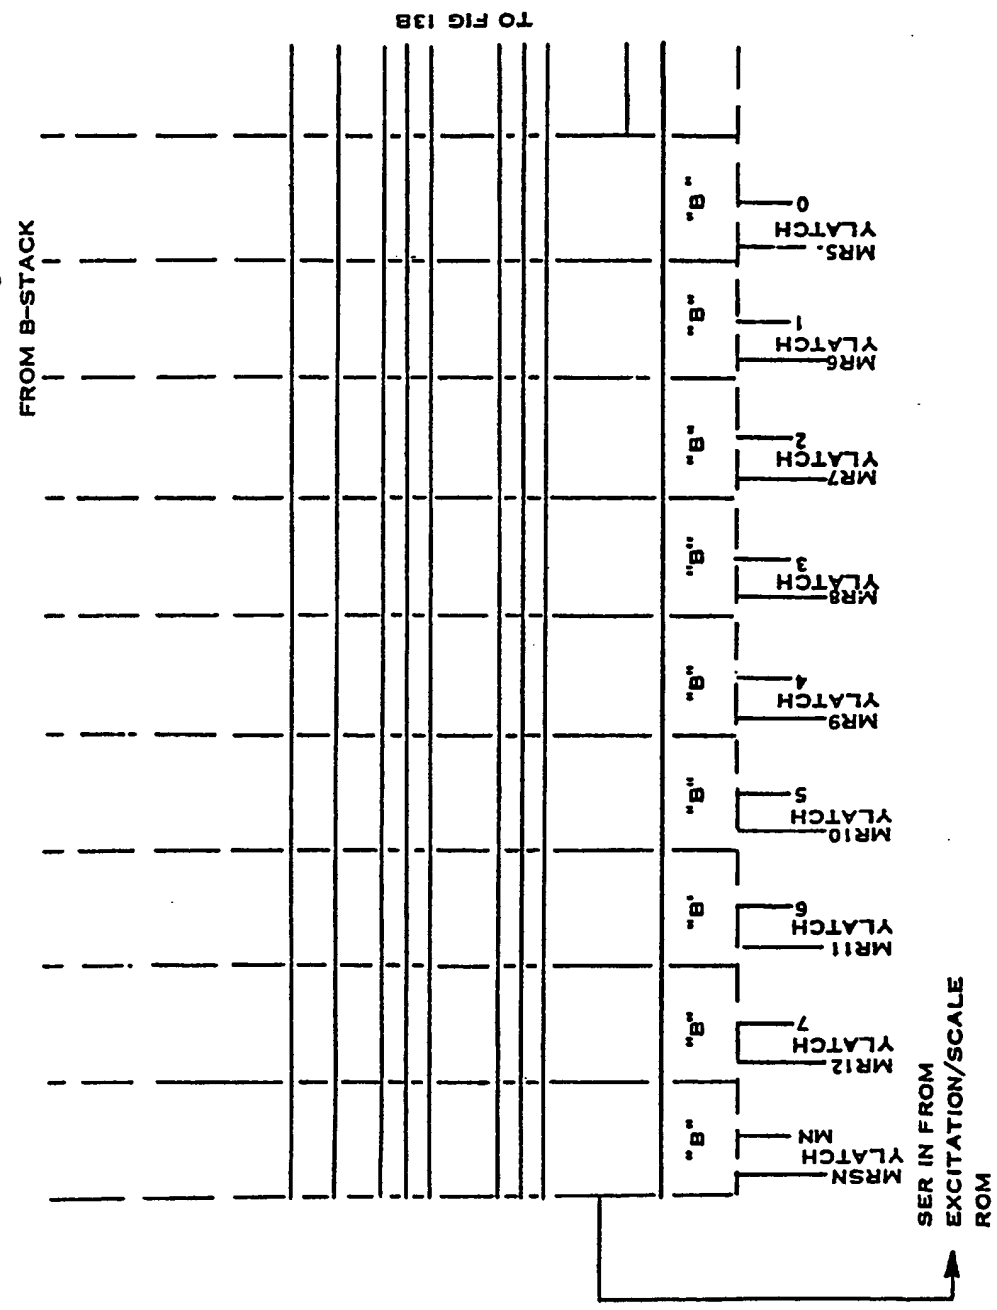 TO FIG 13B
FROM B-STACK
"B"
0
YLATCH
MR5.
"B"
1
YLATCH
MR6
"B"
2
YLATCH
MR7
"B"
3
YLATCH
MR8
"B"
4
YLATCH
MR9
"B"
5
YLATCH
MR10
"B'
6
YLATCH
MR11
"B"
7
YLATCH
MR12
"B"
MN
YLATCH
MRSN
SER IN FROM
EXCITATION/SCALE
ROM